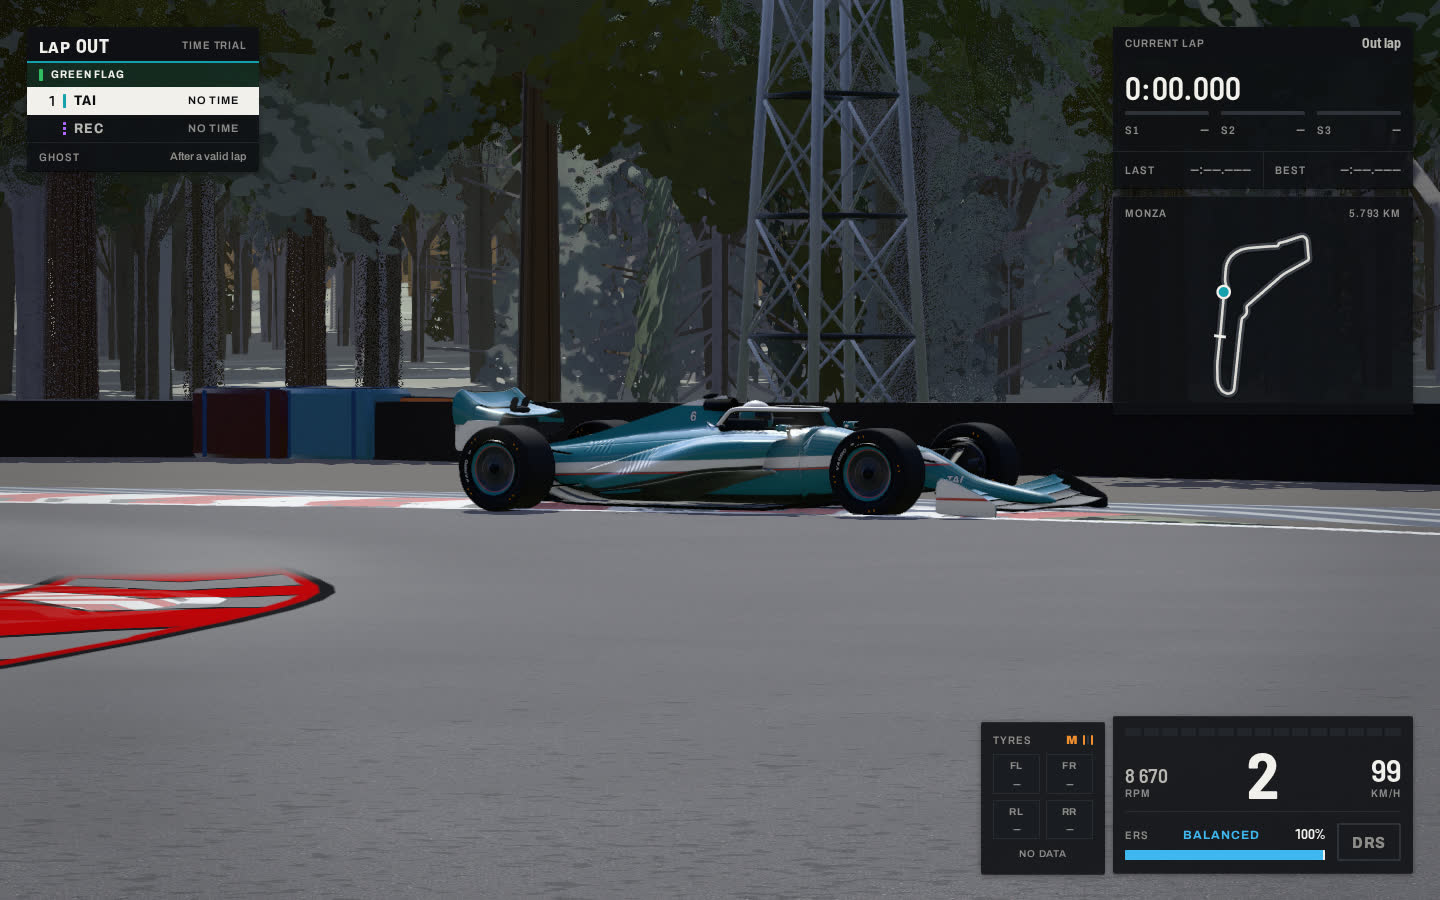 LAP OUT TIME TRIAL
GREEN FLAG
1 TAI NO TIME
REC NO TIME
GHOST After a valid lap
CURRENT LAP Out lap
0:00.000
S1 – S2 – S3 –
LAST –:––.––– BEST –:––.–––
MONZA 5.793 KM
6
TAI
TYRES M
FL FR
– –
RL RR
– –
NO DATA
8 670
RPM
2
99
KM/H
ERS BALANCED 100%
DRS